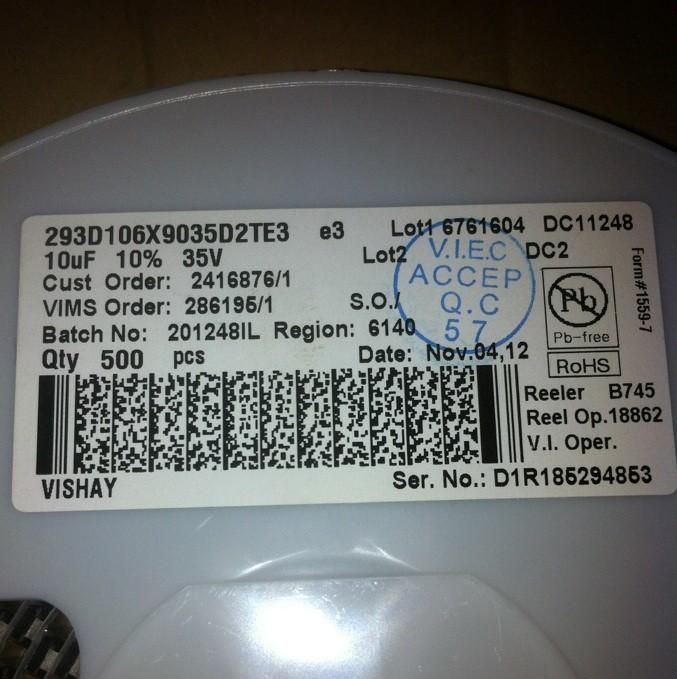 293D106X9035D2TE3 e3 Lot1 6761604 DC11248
10uF 10% 35V Lot2 DC2
Cust Order: 2416876/1
VIMS Order: 286195/1 S.O./
Batch No: 201248IL Region: 6140
Qty 500 pcs Date: Nov.04,12
V.I.E.C
ACCEP
Q.C
57
Pb
Pb-free
RoHS
Form#1559-7
Reeler B745
Reel Op.18862
V.I. Oper.
VISHAY Ser. No.: D1R185294853